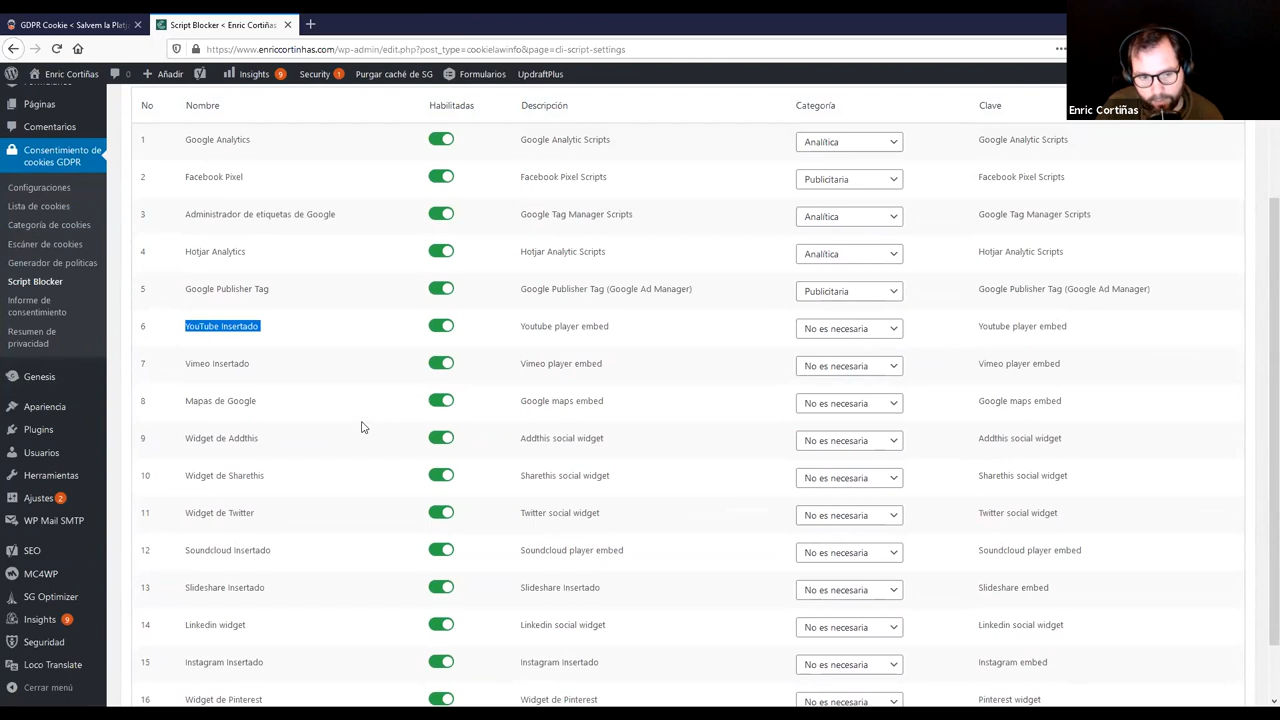 GDPR Cookie < Salvem la Platj
Script Blocker < Enric Cortiñas
https://www.enriccortinhas.com/wp-admin/edit.php?post_type=cookielawinfo&page=cli-script-settings
Enric Cortiñas
Enric Cortiñas 0 Añadir Insights 9 Security 1 Purgar caché de SG Formularios UpdraftPlus
Formularios
Páginas
Comentarios
Consentimiento de
cookies GDPR
Configuraciones
Lista de cookies
Categoría de cookies
Escáner de cookies
Generador de políticas
Script Blocker
Informe de
consentimiento
Resumen de
privacidad
Genesis
Apariencia
Plugins
Usuarios
Herramientas
Ajustes 2
WP Mail SMTP
SEO
MC4WP
SG Optimizer
Insights 9
Seguridad
Loco Translate
Cerrar menú
No Nombre Habilitadas Descripción Categoría Clave
1 Google Analytics Google Analytic Scripts Analítica Google Analytic Scripts
2 Facebook Pixel Facebook Pixel Scripts Publicitaria Facebook Pixel Scripts
3 Administrador de etiquetas de Google Google Tag Manager Scripts Analítica Google Tag Manager Scripts
4 Hotjar Analytics Hotjar Analytic Scripts Analítica Hotjar Analytic Scripts
5 Google Publisher Tag Google Publisher Tag (Google Ad Manager) Publicitaria Google Publisher Tag (Google Ad Manager)
6 YouTube Insertado Youtube player embed No es necesaria Youtube player embed
7 Vimeo Insertado Vimeo player embed No es necesaria Vimeo player embed
8 Mapas de Google Google maps embed No es necesaria Google maps embed
9 Widget de Addthis Addthis social widget No es necesaria Addthis social widget
10 Widget de Sharethis Sharethis social widget No es necesaria Sharethis social widget
11 Widget de Twitter Twitter social widget No es necesaria Twitter social widget
12 Soundcloud Insertado Soundcloud player embed No es necesaria Soundcloud player embed
13 Slideshare Insertado Slideshare Insertado No es necesaria Slideshare embed
14 Linkedin widget Linkedin social widget No es necesaria Linkedin social widget
15 Instagram Insertado Instagram Insertado No es necesaria Instagram embed
16 Widget de Pinterest Widget de Pinterest No es necesaria Pinterest widget